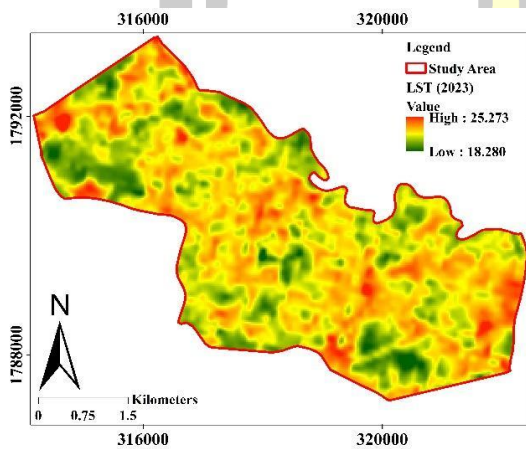 316000 320000
Legend
Study Area
LST (2023)
Value
High : 25.273
Low : 18.280
1792000
1788000
N
Kilometers
0 0.75 1.5
316000 320000